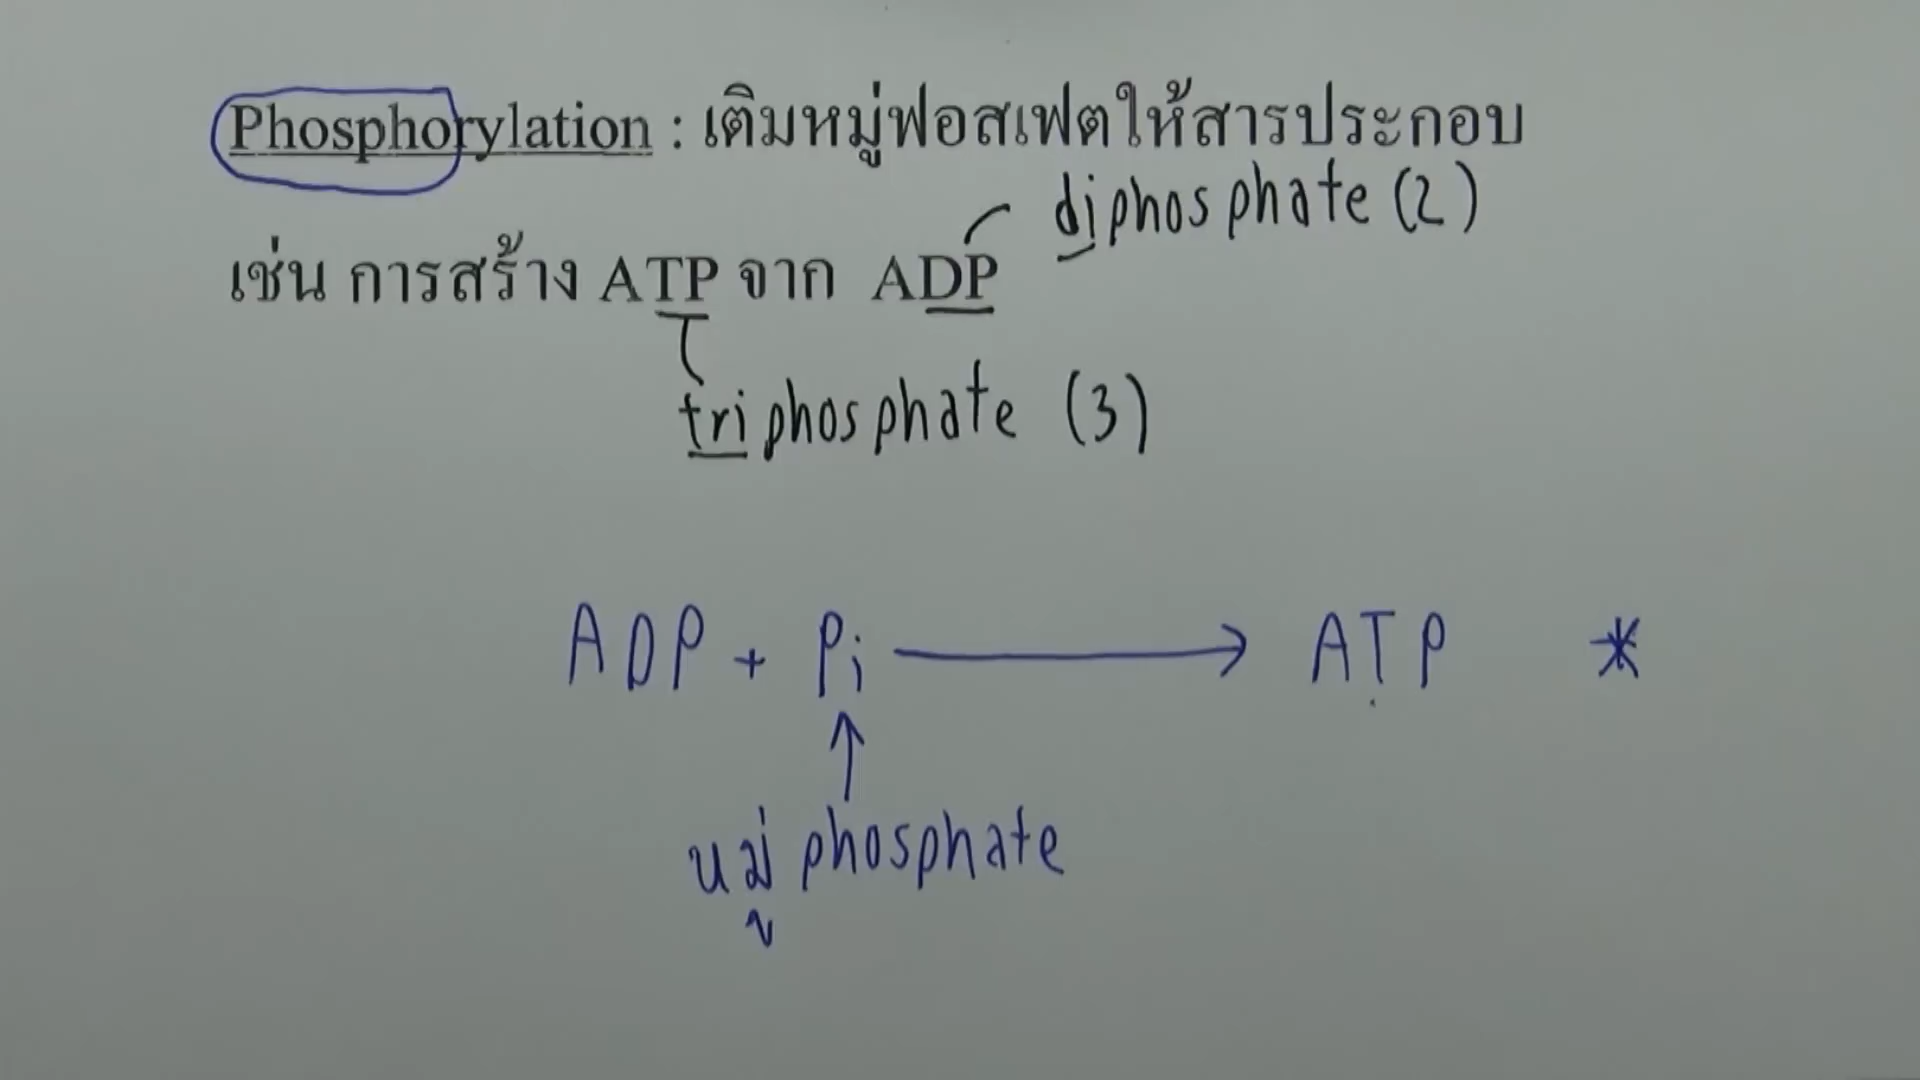 Phosphorylation : เติมหมู่ฟอสเฟตให้สารประกอบ
diphosphate (2)
เช่น การสร้าง ATP จาก ADP
triphosphate (3)
ADP + Pi ⟶ ATP *
หมู่ phosphate